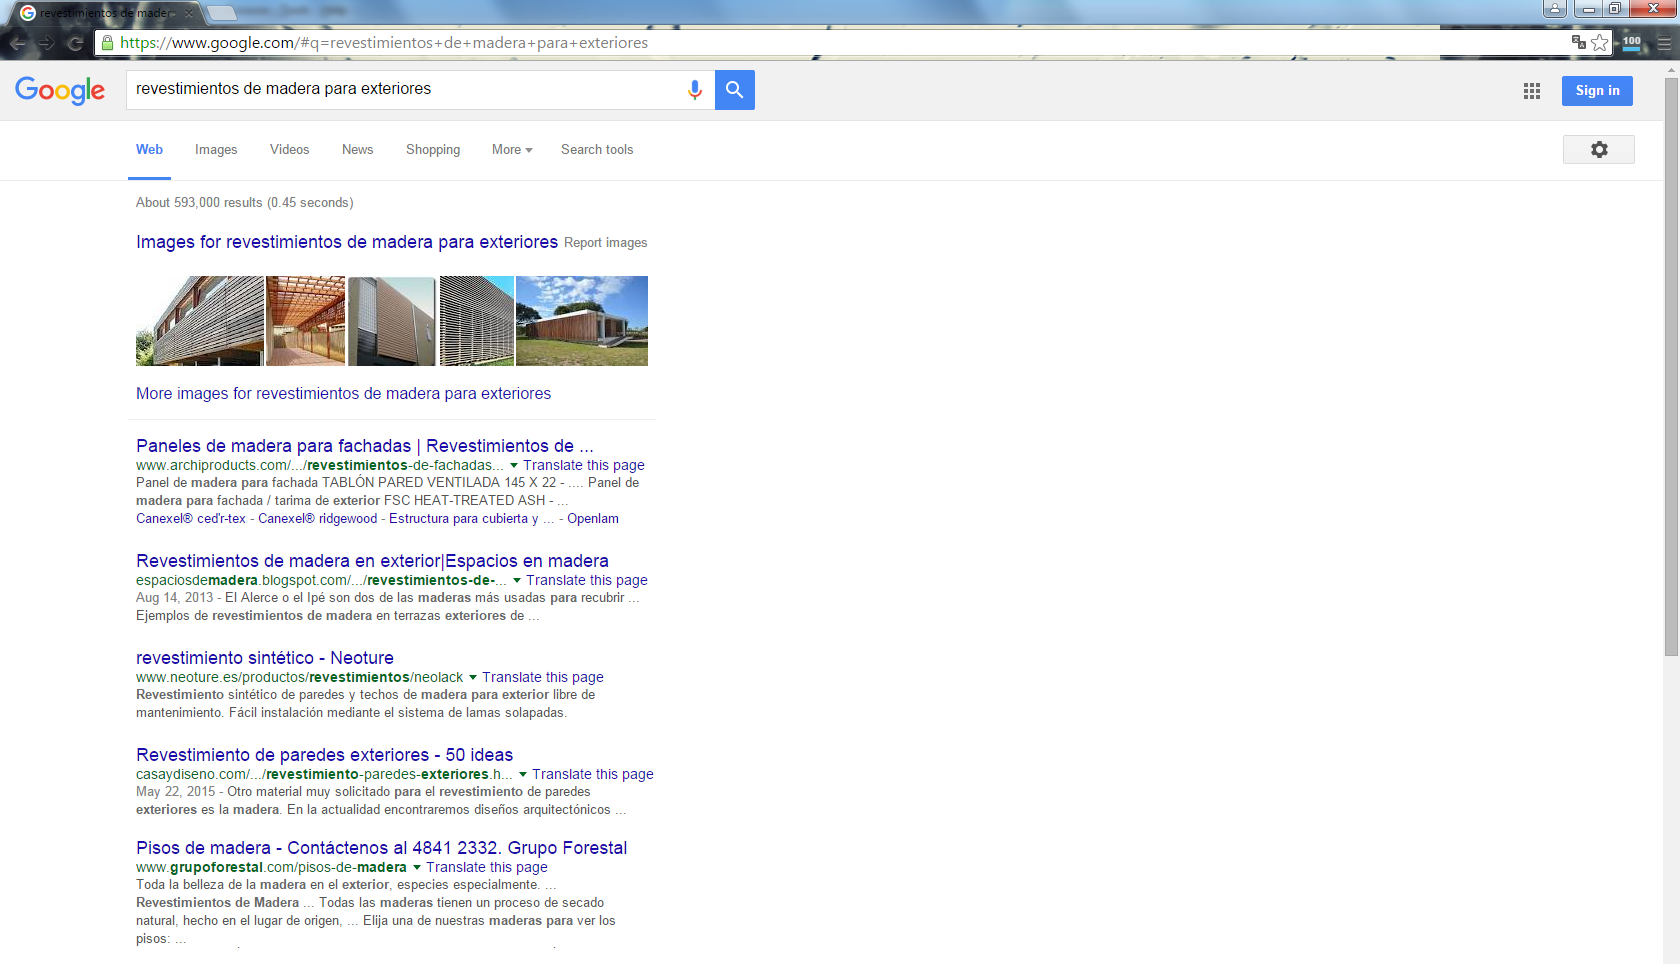 revestimientos de mader
https://www.google.com/#q=revestimientos+de+madera+para+exteriores
100
Google
revestimientos de madera para exteriores
Sign in
Web Images Videos News Shopping More Search tools
About 593,000 results (0.45 seconds)
Images for revestimientos de madera para exteriores Report images
More images for revestimientos de madera para exteriores
Paneles de madera para fachadas | Revestimientos de ...
www.archiproducts.com/.../revestimientos-de-fachadas... Translate this page
Panel de madera para fachada TABLÓN PARED VENTILADA 145 X 22 - .... Panel de
madera para fachada / tarima de exterior FSC HEAT-TREATED ASH - ...
Canexel® ced'r-tex - Canexel® ridgewood - Estructura para cubierta y ... - Openlam
Revestimientos de madera en exterior|Espacios en madera
espaciosdemadera.blogspot.com/.../revestimientos-de-... Translate this page
Aug 14, 2013 - El Alerce o el Ipé son dos de las maderas más usadas para recubrir ...
Ejemplos de revestimientos de madera en terrazas exteriores de ...
revestimiento sintético - Neoture
www.neoture.es/productos/revestimientos/neolack Translate this page
Revestimiento sintético de paredes y techos de madera para exterior libre de
mantenimiento. Fácil instalación mediante el sistema de lamas solapadas.
Revestimiento de paredes exteriores - 50 ideas
casaydiseno.com/.../revestimiento-paredes-exteriores.h... Translate this page
May 22, 2015 - Otro material muy solicitado para el revestimiento de paredes
exteriores es la madera. En la actualidad encontraremos diseños arquitectónicos ...
Pisos de madera - Contáctenos al 4841 2332. Grupo Forestal
www.grupoforestal.com/pisos-de-madera Translate this page
Toda la belleza de la madera en el exterior, especies especialmente. ...
Revestimientos de Madera ... Todas las maderas tienen un proceso de secado
natural, hecho en el lugar de origen, ... Elija una de nuestras maderas para ver los
pisos: ...